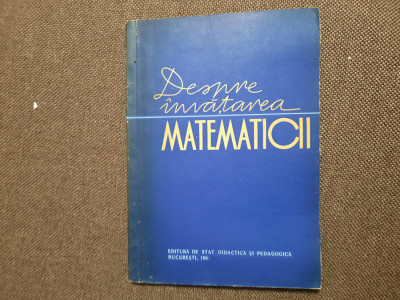 Despre
învățarea
MATEMATICII
EDITURA DE STAT DIDACTICĂ ȘI PEDAGOGICĂ
BUCUREȘTI,